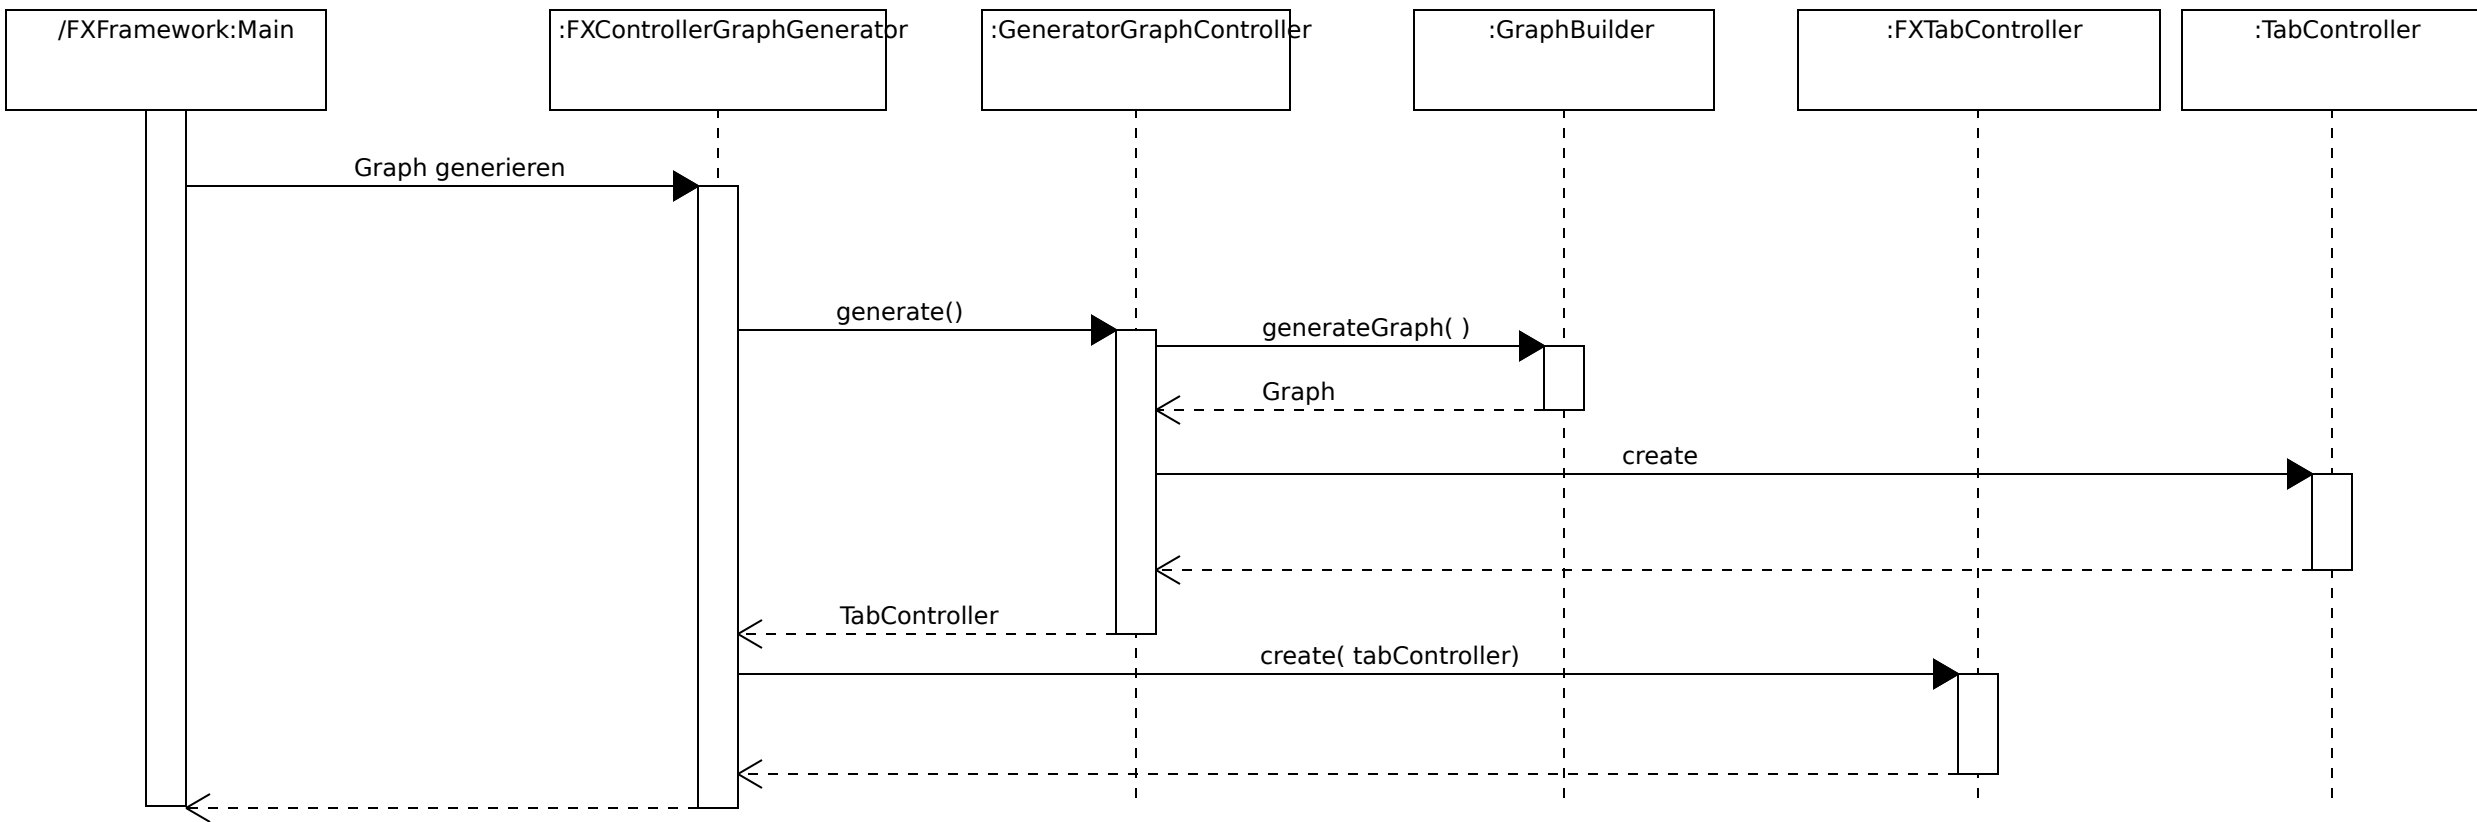 /FXFramework:Main
:FXControllerGraphGenerator
:GeneratorGraphController
:GraphBuilder
:FXTabController
:TabController
Graph generieren
generate()
generateGraph( )
Graph
create
TabController
create( tabController)